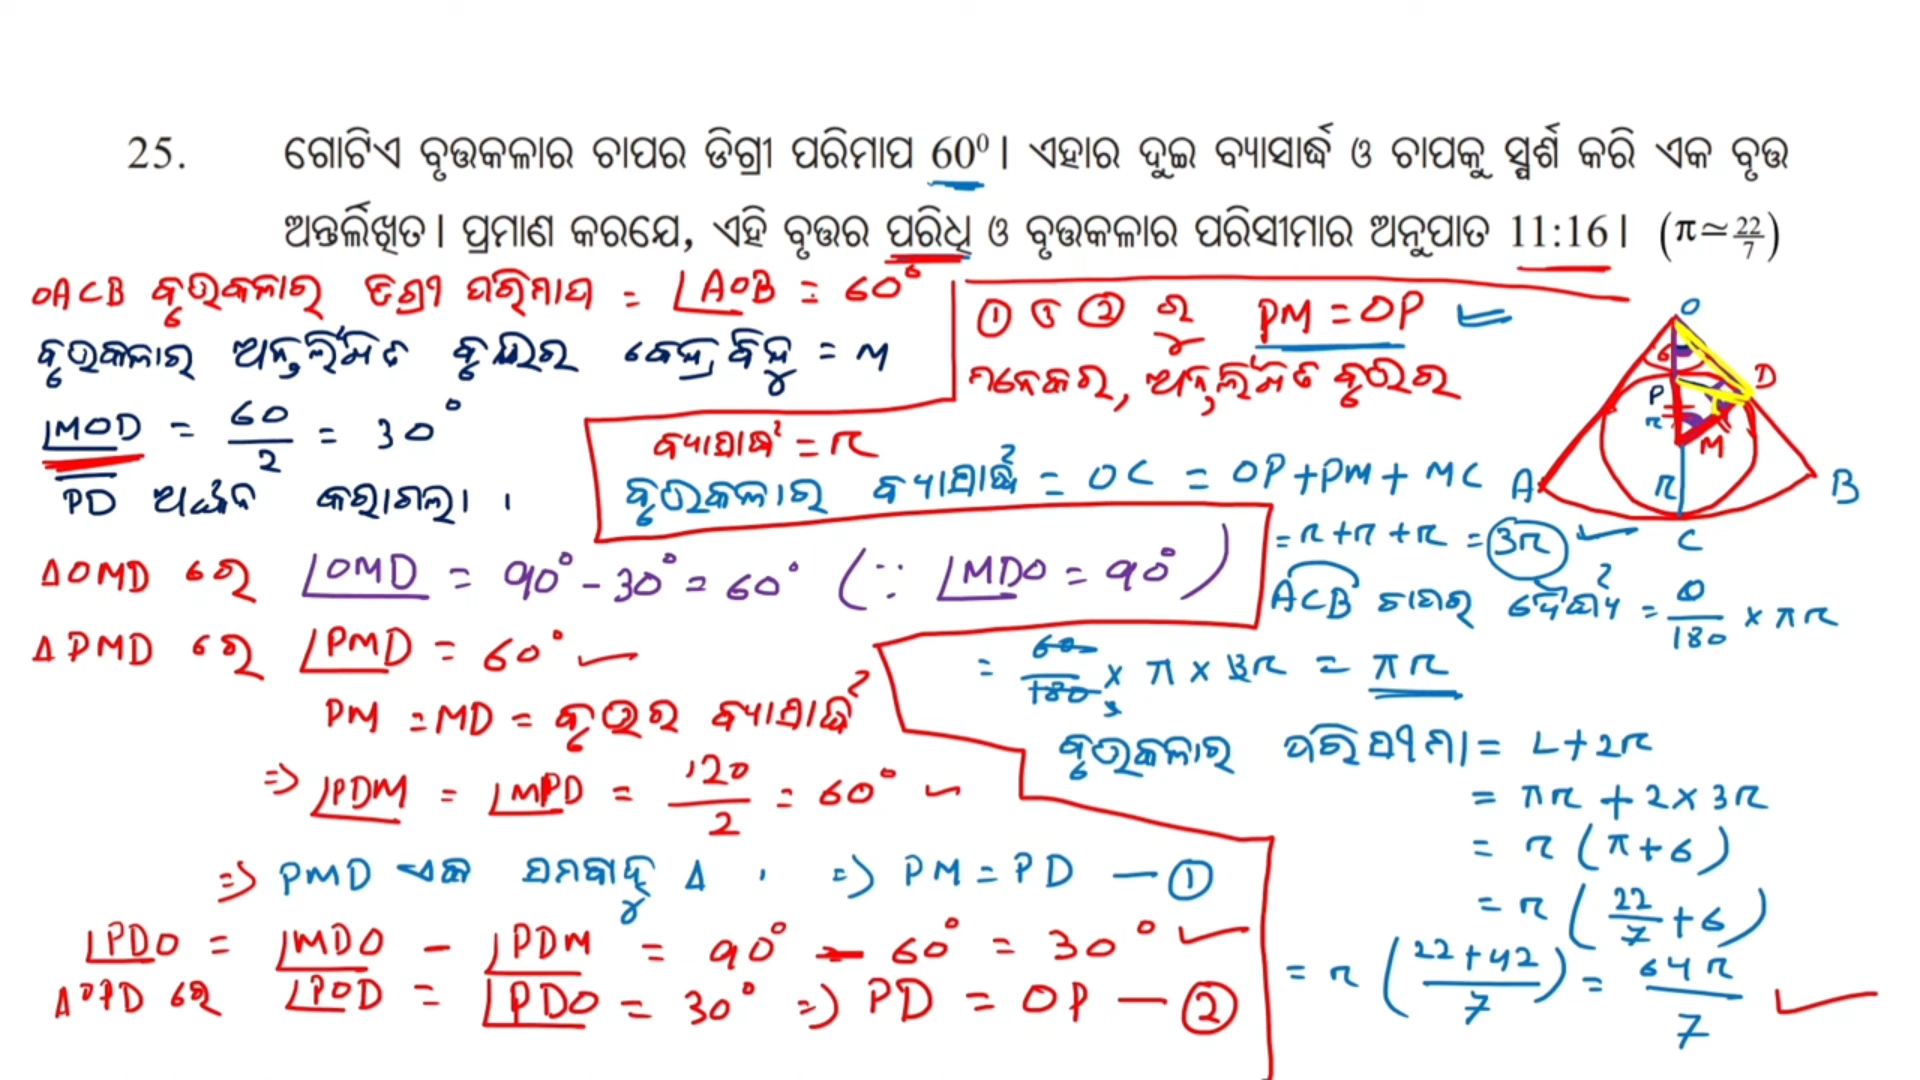 25. ଗୋଟିଏ ବୃତ୍ତକଳାର ଚାପର ଡିଗ୍ରୀ ପରିମାପ 60⁰। ଏହାର ଦୁଇ ବ୍ୟାସାର୍ଦ୍ଧ ଓ ଚାପକୁ ସ୍ପର୍ଶ କରି ଏକ ବୃତ୍ତ
ଅନ୍ତର୍ଲିଖିତ। ପ୍ରମାଣ କରଯେ, ଏହି ବୃତ୍ତର ପରିଧି ଓ ବୃତ୍ତକଳାର ପରିସୀମାର ଅନୁପାତ 11:16। (π≃22/7)
OACB ବୃତ୍ତକଳାର ଡିଗ୍ରୀ ପରିମାପ = ∠AOB = 60°
ବୃତ୍ତକଳାର ଅନ୍ତର୍ଲିଖିତ ବୃତ୍ତର କେନ୍ଦ୍ରବିନ୍ଦୁ = M
∠MOD = 60/2 = 30°
PD ଅଙ୍କନ କରାଗଲା।
ΔOMD ରେ ∠OMD = 90° - 30° = 60° (∵ ∠MDO = 90°)
ΔPMD ରେ ∠PMD = 60°
PM = MD = ବୃତ୍ତର ବ୍ୟାସାର୍ଦ୍ଧ
=> ∠PDM = ∠MPD = 120/2 = 60°
=> PMD ଏକ ସମବାହୁ Δ । => PM = PD — ①
∠PDO = ∠MDO - ∠PDM = 90° - 60° = 30°
ΔOPD ରେ ∠POD = ∠PDO = 30° => PD = OP — ②
① ଓ ② ରୁ PM = OP
ମନେକର, ଅନ୍ତର୍ଲିଖିତ ବୃତ୍ତର
ବ୍ୟାସାର୍ଦ୍ଧ = r
ବୃତ୍ତକଳାର ବ୍ୟାସାର୍ଦ୍ଧ = OC = OP + PM + MC
= r + r + r = 3r
ACB ଚାପର ଦୈର୍ଘ୍ୟ = θ/180 × πr
= 60/180 × π × 3r = πr
ବୃତ୍ତକଳାର ପରିସୀମା = L + 2r
= πr + 2 × 3r
= r (π + 6)
= r (22/7 + 6)
= r (22+42/7) = 64r/7
O
6
P
D
r
M
A
r
B
C